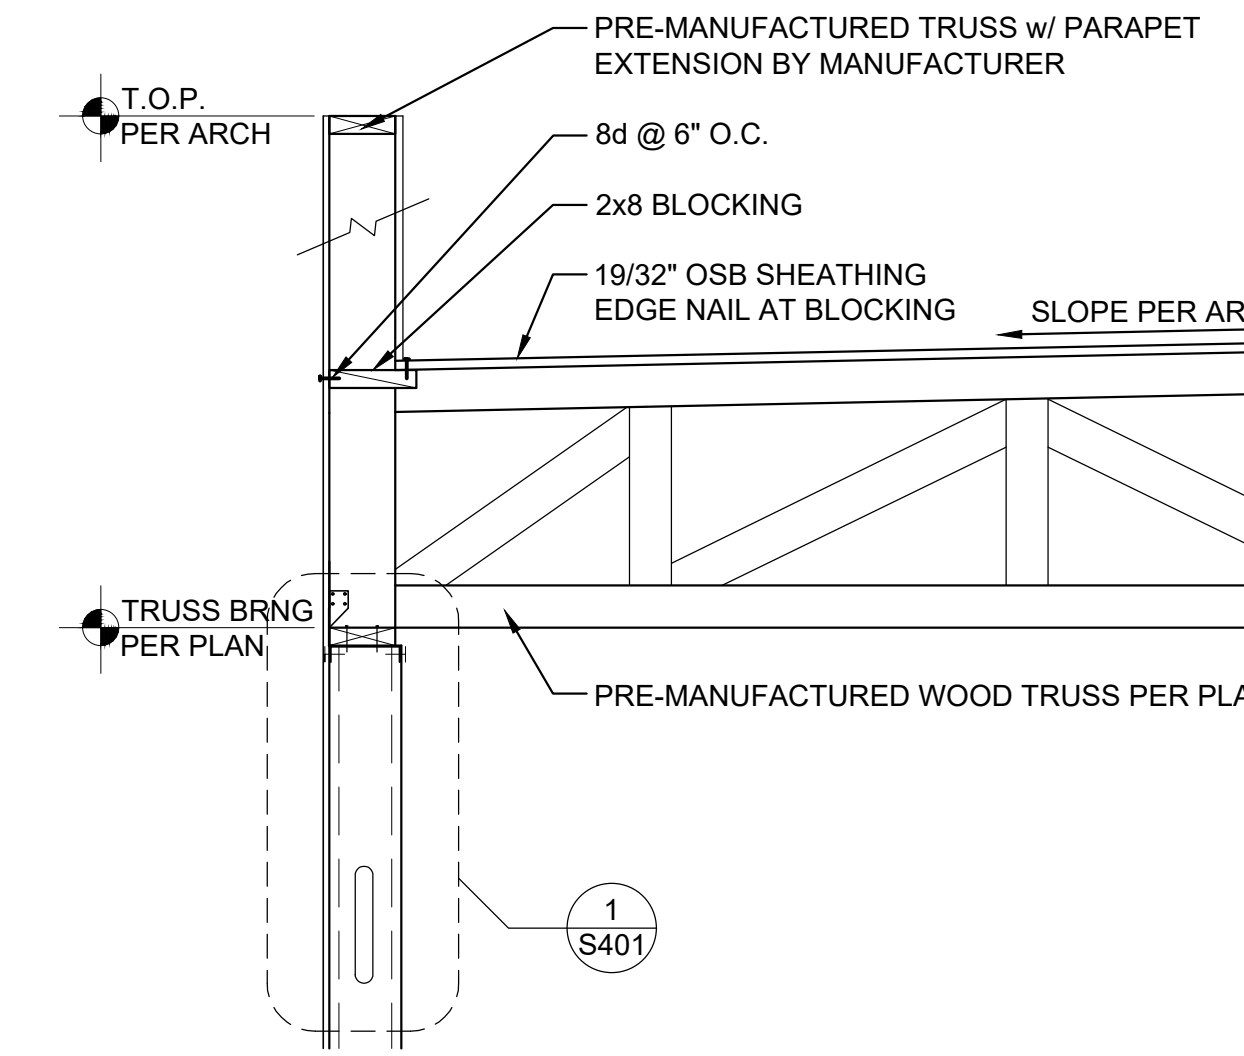 PRE-MANUFACTURED TRUSS w/ PARAPET
EXTENSION BY MANUFACTURER
T.O.P.
PER ARCH
8d @ 6" O.C.
2x8 BLOCKING
19/32" OSB SHEATHING
EDGE NAIL AT BLOCKING
SLOPE PER AR
TRUSS BRNG
PER PLAN
PRE-MANUFACTURED WOOD TRUSS PER PLA
1
S401